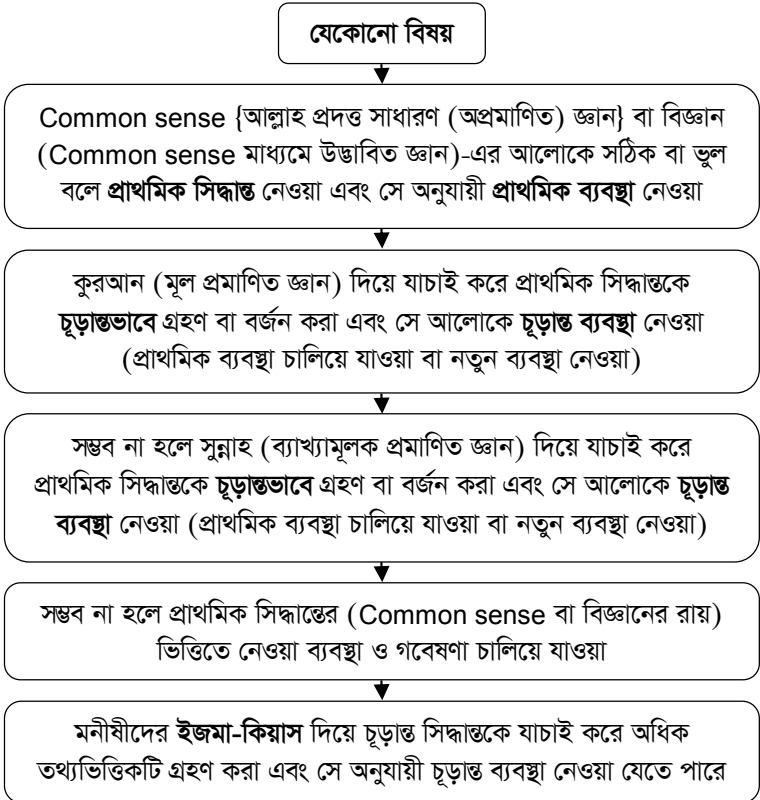 যেকোনো বিষয়
Common sense {আল্লাহ প্রদত্ত সাধারণ (অপ্রমাণিত) জ্ঞান} বা বিজ্ঞান
(Common sense মাধ্যমে উদ্ভাবিত জ্ঞান)-এর আলোকে সঠিক বা ভুল
বলে প্রাথমিক সিদ্ধান্ত নেওয়া এবং সে অনুযায়ী প্রাথমিক ব্যবস্থা নেওয়া
কুরআন (মূল প্রমাণিত জ্ঞান) দিয়ে যাচাই করে প্রাথমিক সিদ্ধান্তকে
চূড়ান্তভাবে গ্রহণ বা বর্জন করা এবং সে আলোকে চূড়ান্ত ব্যবস্থা নেওয়া
(প্রাথমিক ব্যবস্থা চালিয়ে যাওয়া বা নতুন ব্যবস্থা নেওয়া)
সম্ভব না হলে সুন্নাহ (ব্যাখ্যামূলক প্রমাণিত জ্ঞান) দিয়ে যাচাই করে
প্রাথমিক সিদ্ধান্তকে চূড়ান্তভাবে গ্রহণ বা বর্জন করা এবং সে আলোকে চূড়ান্ত
ব্যবস্থা নেওয়া (প্রাথমিক ব্যবস্থা চালিয়ে যাওয়া বা নতুন ব্যবস্থা নেওয়া)
সম্ভব না হলে প্রাথমিক সিদ্ধান্তের (Common sense বা বিজ্ঞানের রায়)
ভিত্তিতে নেওয়া ব্যবস্থা ও গবেষণা চালিয়ে যাওয়া
মনীষীদের ইজমা-কিয়াস দিয়ে চূড়ান্ত সিদ্ধান্তকে যাচাই করে অধিক
তথ্যভিত্তিকটি গ্রহণ করা এবং সে অনুযায়ী চূড়ান্ত ব্যবস্থা নেওয়া যেতে পারে